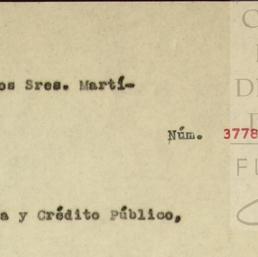 os Sres. Martí-
Núm. 3778
a y Crédito Público,